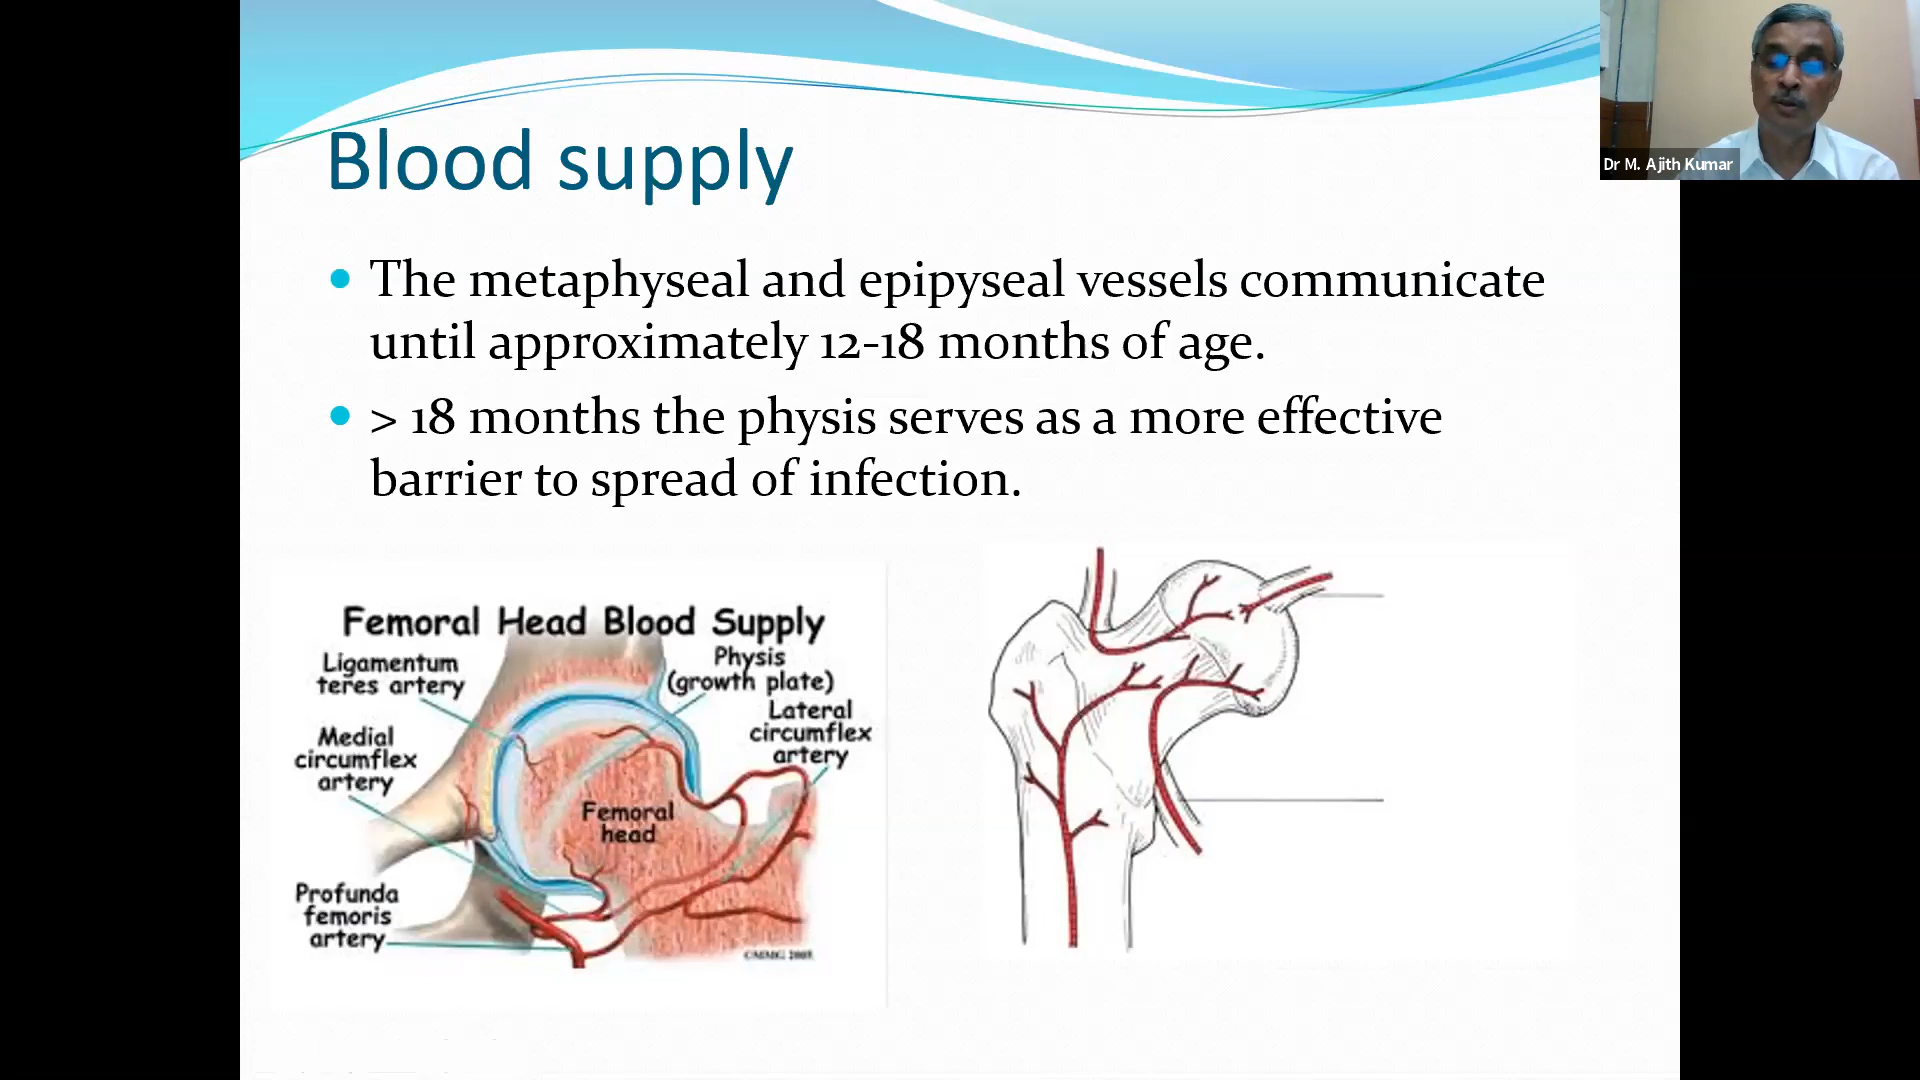 Dr M. Ajith Kumar
Blood supply
The metaphyseal and epipyseal vessels communicate
until approximately 12-18 months of age.
> 18 months the physis serves as a more effective
barrier to spread of infection.
Femoral Head Blood Supply
Ligamentum
teres artery
Physis
(growth plate)
Lateral
circumflex
artery
Medial
circumflex
artery
Femoral
head
Profunda
femoris
artery
©MMG 2003